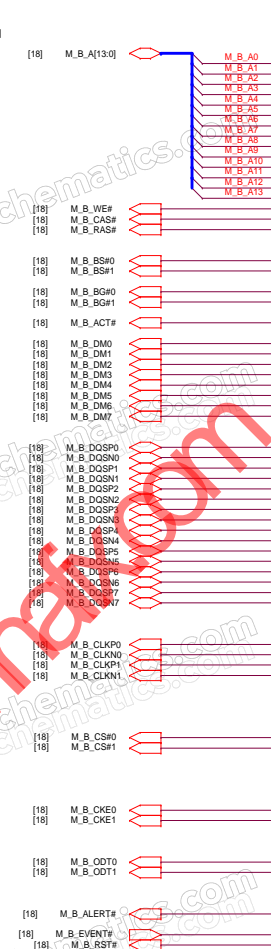 [18] M_B_A[13:0]
M_B_A0
M_B_A1
M_B_A2
M_B_A3
M_B_A4
M_B_A5
M_B_A6
M_B_A7
M_B_A8
M_B_A9
M_B_A10
M_B_A11
M_B_A12
M_B_A13
[18] M_B_WE#
[18] M_B_CAS#
[18] M_B_RAS#
[18] M_B_BS#0
[18] M_B_BS#1
[18] M_B_BG#0
[18] M_B_BG#1
[18] M_B_ACT#
[18] M_B_DM0
[18] M_B_DM1
[18] M_B_DM2
[18] M_B_DM3
[18] M_B_DM4
[18] M_B_DM5
[18] M_B_DM6
[18] M_B_DM7
[18] M_B_DQSP0
[18] M_B_DQSN0
[18] M_B_DQSP1
[18] M_B_DQSN1
[18] M_B_DQSP2
[18] M_B_DQSN2
[18] M_B_DQSP3
[18] M_B_DQSN3
[18] M_B_DQSP4
[18] M_B_DQSN4
[18] M_B_DQSP5
[18] M_B_DQSN5
[18] M_B_DQSP6
[18] M_B_DQSN6
[18] M_B_DQSP7
[18] M_B_DQSN7
[18] M_B_CLKP0
[18] M_B_CLKN0
[18] M_B_CLKP1
[18] M_B_CLKN1
[18] M_B_CS#0
[18] M_B_CS#1
[18] M_B_CKE0
[18] M_B_CKE1
[18] M_B_ODT0
[18] M_B_ODT1
[18] M_B_ALERT#
[18] M_B_EVENT#
[18] M_B_RST#